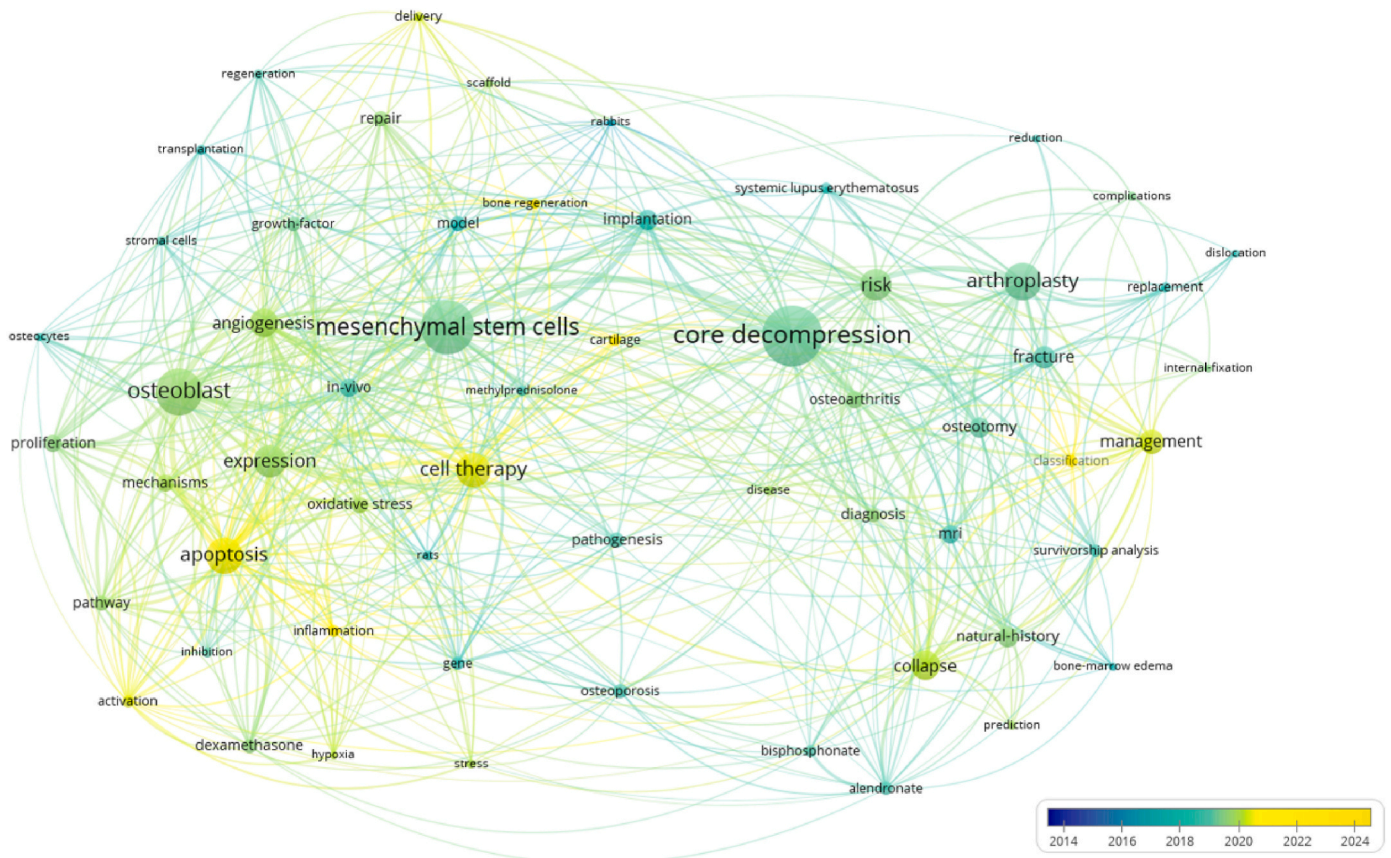 delivery
regeneration
scaffold
repair
rabbits
reduction
transplantation
systemic lupus erythematosus
complications
bone regeneration
growth-factor
model
implantation
stromal cells
dislocation
risk
arthroplasty
replacement
angiogenesis
mesenchymal stem cells
core decompression
osteocytes
cartilage
fracture
internal-fixation
osteoblast
in-vivo
methylprednisolone
osteoarthritis
osteotomy
proliferation
management
expression
cell therapy
classification
mechanisms
disease
oxidative stress
diagnosis
apoptosis
rats
pathogenesis
mri
survivorship analysis
pathway
inflammation
natural-history
inhibition
gene
collapse
bone-marrow edema
activation
osteoporosis
prediction
dexamethasone
hypoxia
stress
bisphosphonate
alendronate
2014 2016 2018 2020 2022 2024